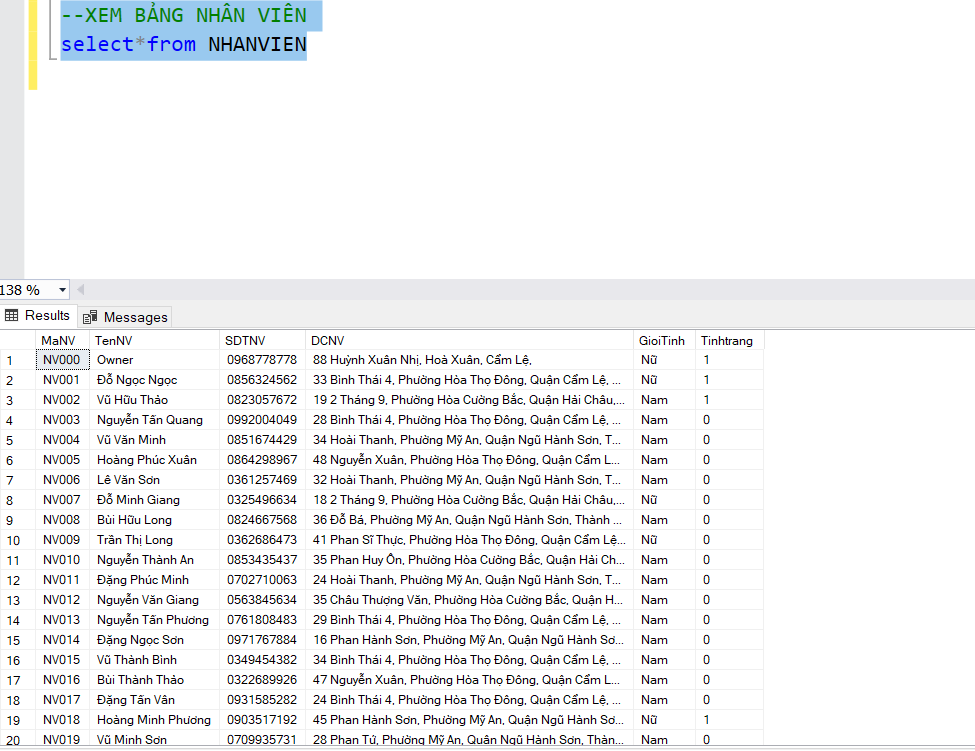 --XEM BẢNG NHÂN VIÊN
select*from NHANVIEN
138 %
Results Messages
MaNV TenNV SDTNV DCNV GioiTinh Tinhtrang
1 NV000 Owner 0968778778 88 Huỳnh Xuân Nhị, Hoà Xuân, Cẩm Lệ, Nữ 1
2 NV001 Đỗ Ngọc Ngọc 0856324562 33 Bình Thái 4, Phường Hòa Thọ Đông, Quận Cẩm Lệ, ... Nữ 1
3 NV002 Vũ Hữu Thảo 0823057672 19 2 Tháng 9, Phường Hòa Cường Bắc, Quận Hải Châu,... Nam 1
4 NV003 Nguyễn Tấn Quang 0992004049 28 Bình Thái 4, Phường Hòa Thọ Đông, Quận Cẩm Lệ, ... Nam 0
5 NV004 Vũ Văn Minh 0851674429 34 Hoài Thanh, Phường Mỹ An, Quận Ngũ Hành Sơn, T... Nam 0
6 NV005 Hoàng Phúc Xuân 0864298967 48 Nguyễn Xuân, Phường Hòa Thọ Đông, Quận Cẩm L... Nam 0
7 NV006 Lê Văn Sơn 0361257469 32 Hoài Thanh, Phường Mỹ An, Quận Ngũ Hành Sơn, T... Nam 0
8 NV007 Đỗ Minh Giang 0325496634 18 2 Tháng 9, Phường Hòa Cường Bắc, Quận Hải Châu,... Nữ 0
9 NV008 Bùi Hữu Long 0824667568 36 Đỗ Bá, Phường Mỹ An, Quận Ngũ Hành Sơn, Thành ... Nam 0
10 NV009 Trần Thị Long 0362686473 41 Phan Sĩ Thực, Phường Hòa Thọ Đông, Quận Cẩm Lệ... Nữ 0
11 NV010 Nguyễn Thành An 0853435437 35 Phan Huy Ôn, Phường Hòa Cường Bắc, Quận Hải Ch... Nam 0
12 NV011 Đặng Phúc Minh 0702710063 24 Hoài Thanh, Phường Mỹ An, Quận Ngũ Hành Sơn, T... Nam 0
13 NV012 Nguyễn Văn Giang 0563845634 35 Châu Thượng Văn, Phường Hòa Cường Bắc, Quận H... Nam 0
14 NV013 Nguyễn Tấn Phương 0761808483 29 Bình Thái 4, Phường Hòa Thọ Đông, Quận Cẩm Lệ, ... Nam 0
15 NV014 Đặng Ngọc Sơn 0971767884 16 Phan Hành Sơn, Phường Mỹ An, Quận Ngũ Hành Sơ... Nam 0
16 NV015 Vũ Thành Bình 0349454382 34 Bình Thái 4, Phường Hòa Thọ Đông, Quận Cẩm Lệ, ... Nam 0
17 NV016 Bùi Thành Thảo 0322689926 47 Nguyễn Xuân, Phường Hòa Thọ Đông, Quận Cẩm L... Nam 0
18 NV017 Đặng Tấn Vân 0931585282 24 Bình Thái 4, Phường Hòa Thọ Đông, Quận Cẩm Lệ, ... Nam 0
19 NV018 Hoàng Minh Phương 0903517192 45 Phan Hành Sơn, Phường Mỹ An, Quận Ngũ Hành Sơ... Nữ 1
20 NV019 Vũ Minh Sơn 0709935731 28 Phan Tứ, Phường Mỹ An, Quận Ngũ Hành Sơn, Thàn... Nam 0